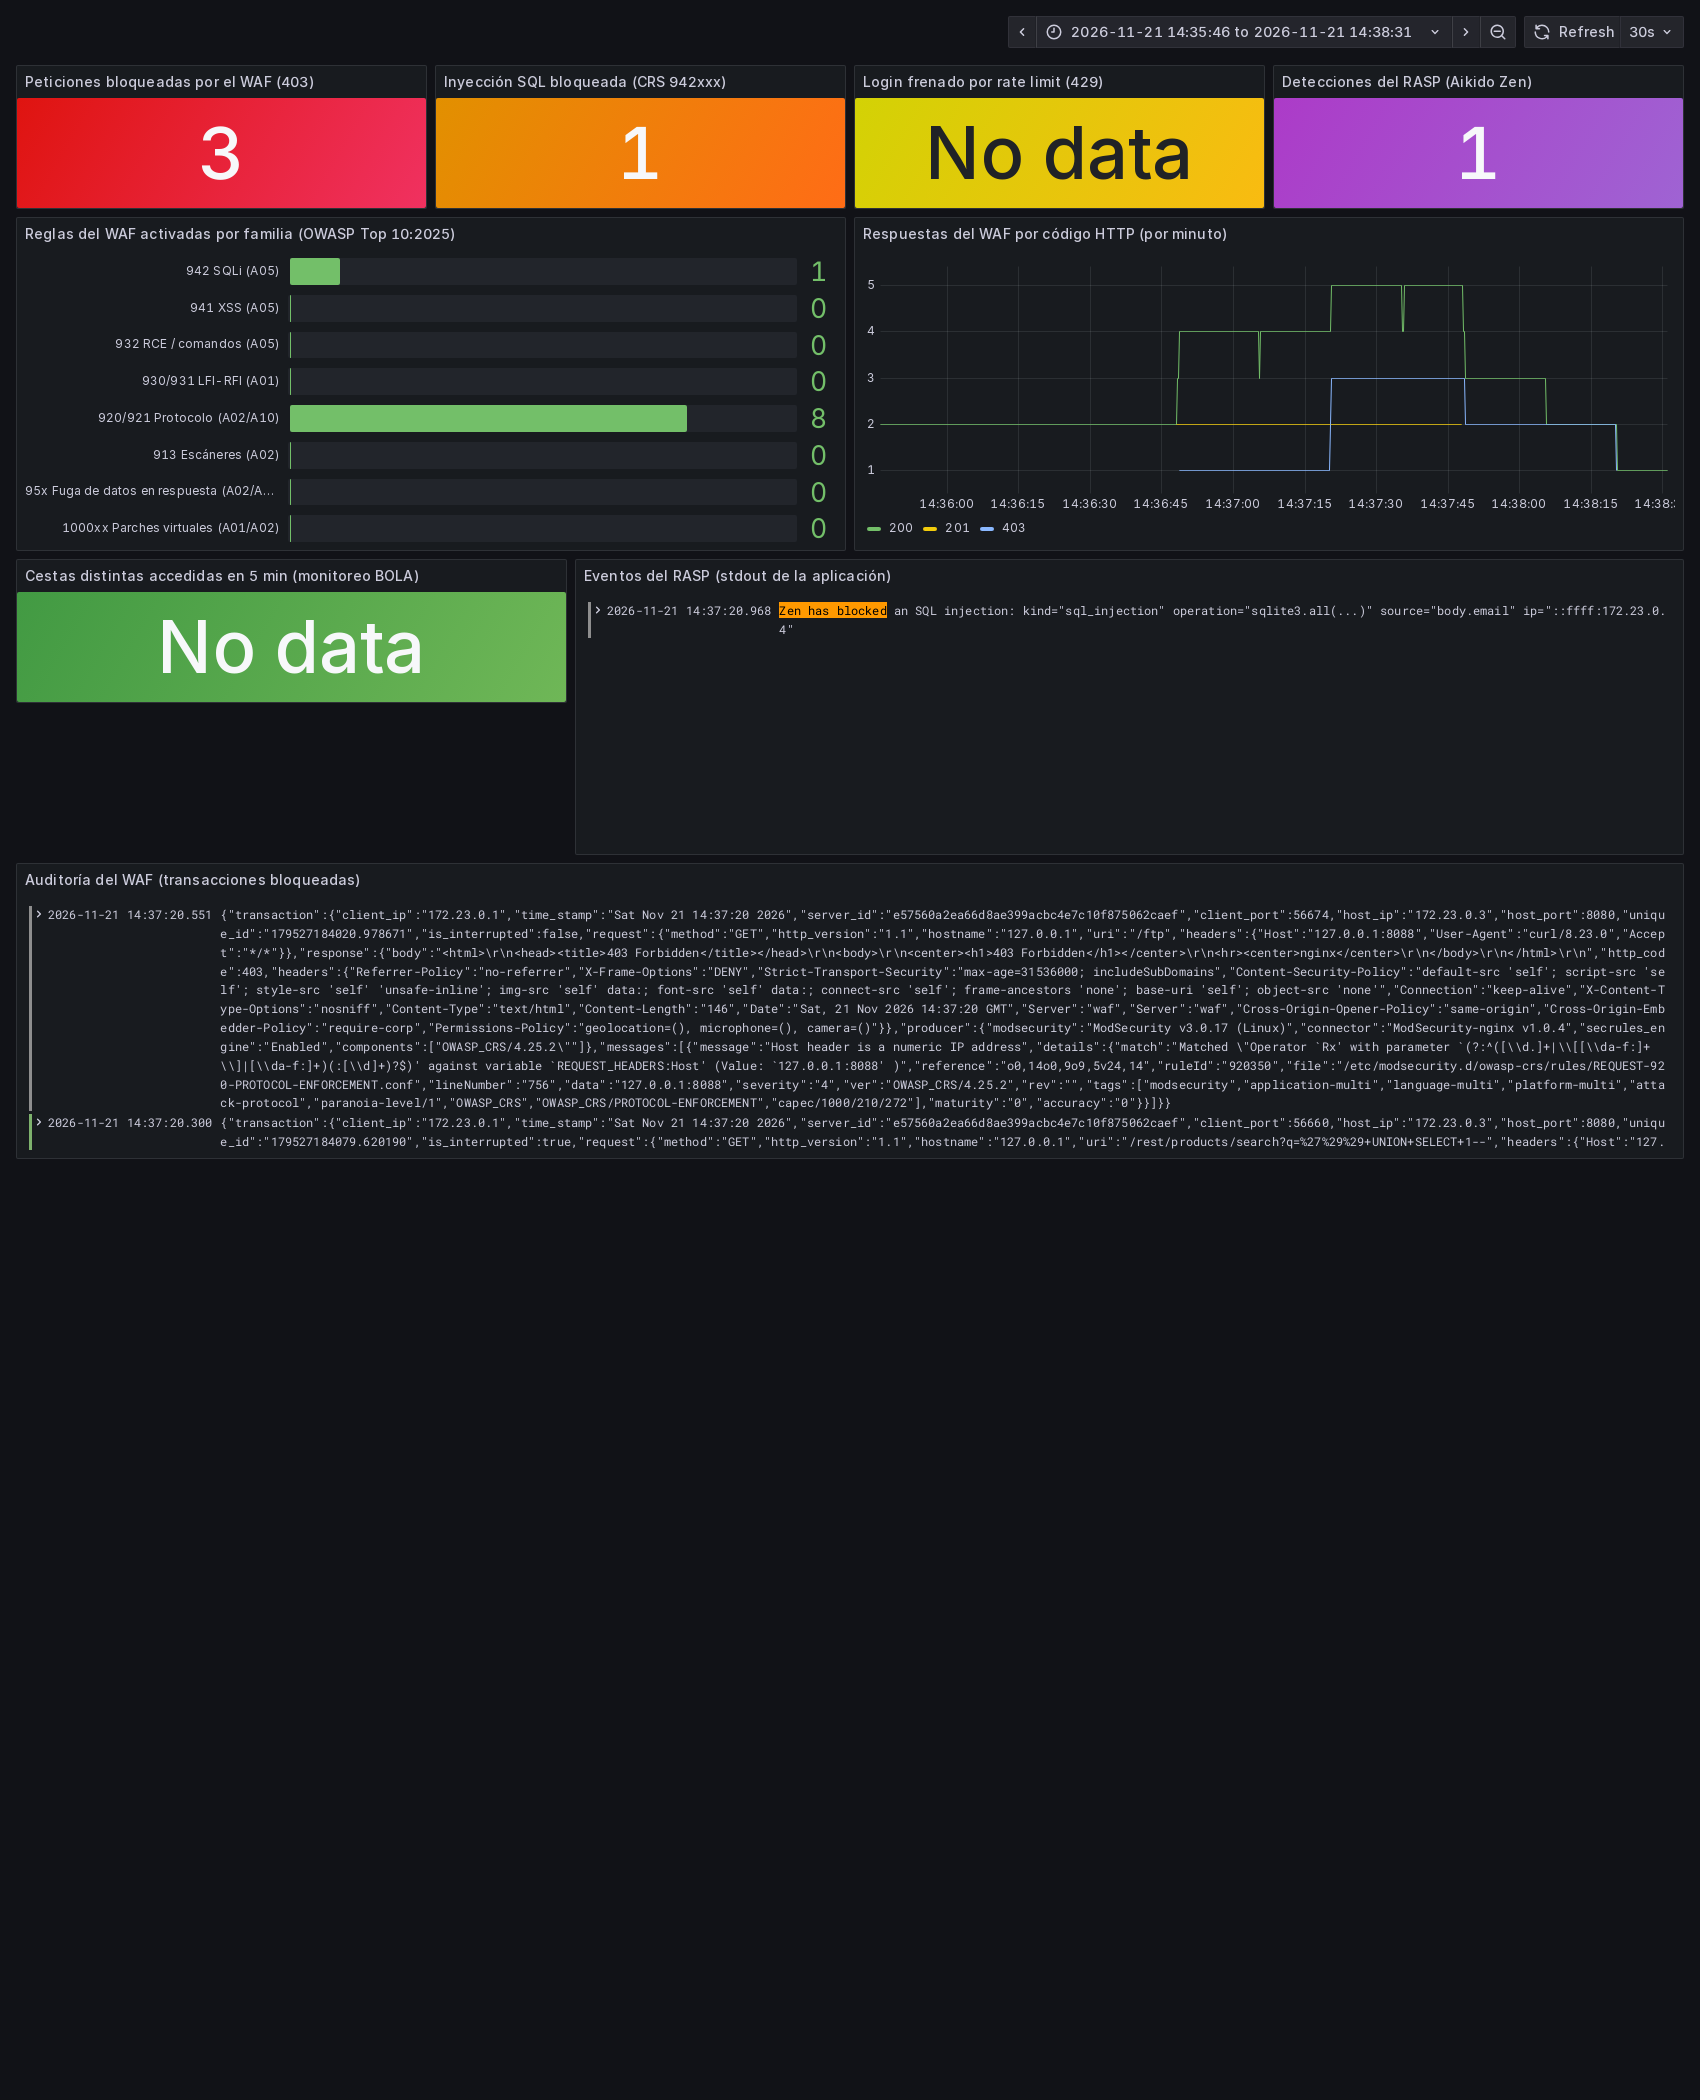 2026-11-21 14:35:46 to 2026-11-21 14:38:31
Refresh
30s
Peticiones bloqueadas por el WAF (403)
3
Inyección SQL bloqueada (CRS 942xxx)
1
Login frenado por rate limit (429)
No data
Detecciones del RASP (Aikido Zen)
1
Reglas del WAF activadas por familia (OWASP Top 10:2025)
942 SQLi (A05)
1
941 XSS (A05)
0
932 RCE / comandos (A05)
0
930/931 LFI-RFI (A01)
0
920/921 Protocolo (A02/A10)
8
913 Escáneres (A02)
0
95x Fuga de datos en respuesta (A02/A...
0
1000xx Parches virtuales (A01/A02)
0
Respuestas del WAF por código HTTP (por minuto)
5
4
3
2
1
14:36:00 14:36:15 14:36:30 14:36:45 14:37:00 14:37:15 14:37:30 14:37:45 14:38:00 14:38:15 14:38:
200 201 403
Cestas distintas accedidas en 5 min (monitoreo BOLA)
No data
Eventos del RASP (stdout de la aplicación)
2026-11-21 14:37:20.968 Zen has blocked an SQL injection: kind="sql_injection" operation="sqlite3.all(...)" source="body.email" ip="::ffff:172.23.0.
4"
Auditoría del WAF (transacciones bloqueadas)
2026-11-21 14:37:20.551 {"transaction":{"client_ip":"172.23.0.1","time_stamp":"Sat Nov 21 14:37:20 2026","server_id":"e57560a2ea66d8ae399acbc4e7c10f875062caef","client_port":56674,"host_ip":"172.23.0.3","host_port":8080,"uniqu
e_id":"179527184020.978671","is_interrupted":false,"request":{"method":"GET","http_version":"1.1","hostname":"127.0.0.1","uri":"/ftp","headers":{"Host":"127.0.0.1:8088","User-Agent":"curl/8.23.0","Accep
t":"*/*"}},"response":{"body":"<html>\r\n<head><title>403 Forbidden</title></head>\r\n<body>\r\n<center><h1>403 Forbidden</h1></center>\r\n<hr><center>nginx</center>\r\n</body>\r\n</html>\r\n","http_cod
e":403,"headers":{"Referrer-Policy":"no-referrer","X-Frame-Options":"DENY","Strict-Transport-Security":"max-age=31536000; includeSubDomains","Content-Security-Policy":"default-src 'self'; script-src 'se
lf'; style-src 'self' 'unsafe-inline'; img-src 'self' data:; font-src 'self' data:; connect-src 'self'; frame-ancestors 'none'; base-uri 'self'; object-src 'none'","Connection":"keep-alive","X-Content-T
ype-Options":"nosniff","Content-Type":"text/html","Content-Length":"146","Date":"Sat, 21 Nov 2026 14:37:20 GMT","Server":"waf","Server":"waf","Cross-Origin-Opener-Policy":"same-origin","Cross-Origin-Emb
edder-Policy":"require-corp","Permissions-Policy":"geolocation=(), microphone=(), camera=()"}},"producer":{"modsecurity":"ModSecurity v3.0.17 (Linux)","connector":"ModSecurity-nginx v1.0.4","secrules_en
gine":"Enabled","components":["OWASP_CRS/4.25.2\""]},"messages":[{"message":"Host header is a numeric IP address","details":{"match":"Matched \"Operator `Rx' with parameter `(?:^([\\d.]+|\\[[\\da-f:]+
\\]|[\\da-f:]+)(:[\\d]+)?$)' against variable `REQUEST_HEADERS:Host' (Value: `127.0.0.1:8088' )","reference":"o0,14o0,9o9,5v24,14","ruleId":"920350","file":"/etc/modsecurity.d/owasp-crs/rules/REQUEST-92
0-PROTOCOL-ENFORCEMENT.conf","lineNumber":"756","data":"127.0.0.1:8088","severity":"4","ver":"OWASP_CRS/4.25.2","rev":"","tags":["modsecurity","application-multi","language-multi","platform-multi","atta
ck-protocol","paranoia-level/1","OWASP_CRS","OWASP_CRS/PROTOCOL-ENFORCEMENT","capec/1000/210/272"],"maturity":"0","accuracy":"0"}}]}}
2026-11-21 14:37:20.300 {"transaction":{"client_ip":"172.23.0.1","time_stamp":"Sat Nov 21 14:37:20 2026","server_id":"e57560a2ea66d8ae399acbc4e7c10f875062caef","client_port":56660,"host_ip":"172.23.0.3","host_port":8080,"uniqu
e_id":"179527184079.620190","is_interrupted":true,"request":{"method":"GET","http_version":"1.1","hostname":"127.0.0.1","uri":"/rest/products/search?q=%27%29%29+UNION+SELECT+1--","headers":{"Host":"127.